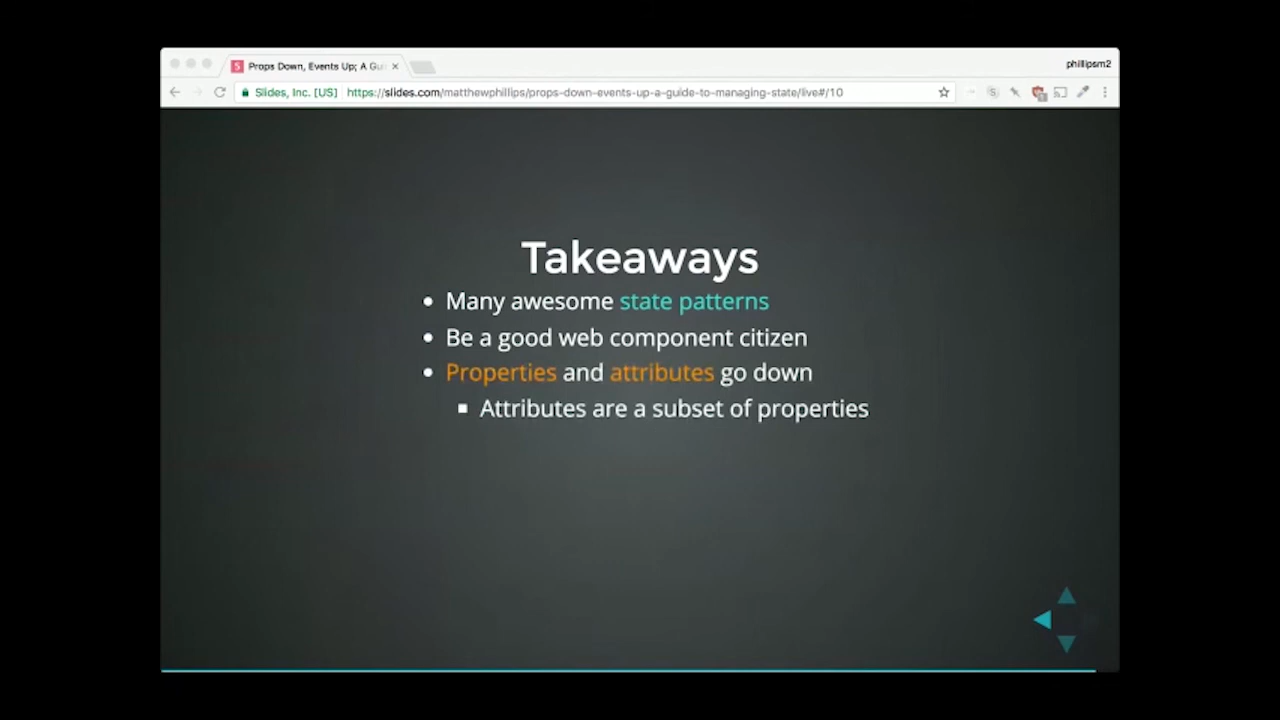 Props Down, Events Up; A Gui
phillipsm2
Slides, Inc. [US] https://slides.com/matthewphillips/props-down-events-up-a-guide-to-managing-state/live#/10
Takeaways
Many awesome state patterns
Be a good web component citizen
Properties and attributes go down
Attributes are a subset of properties